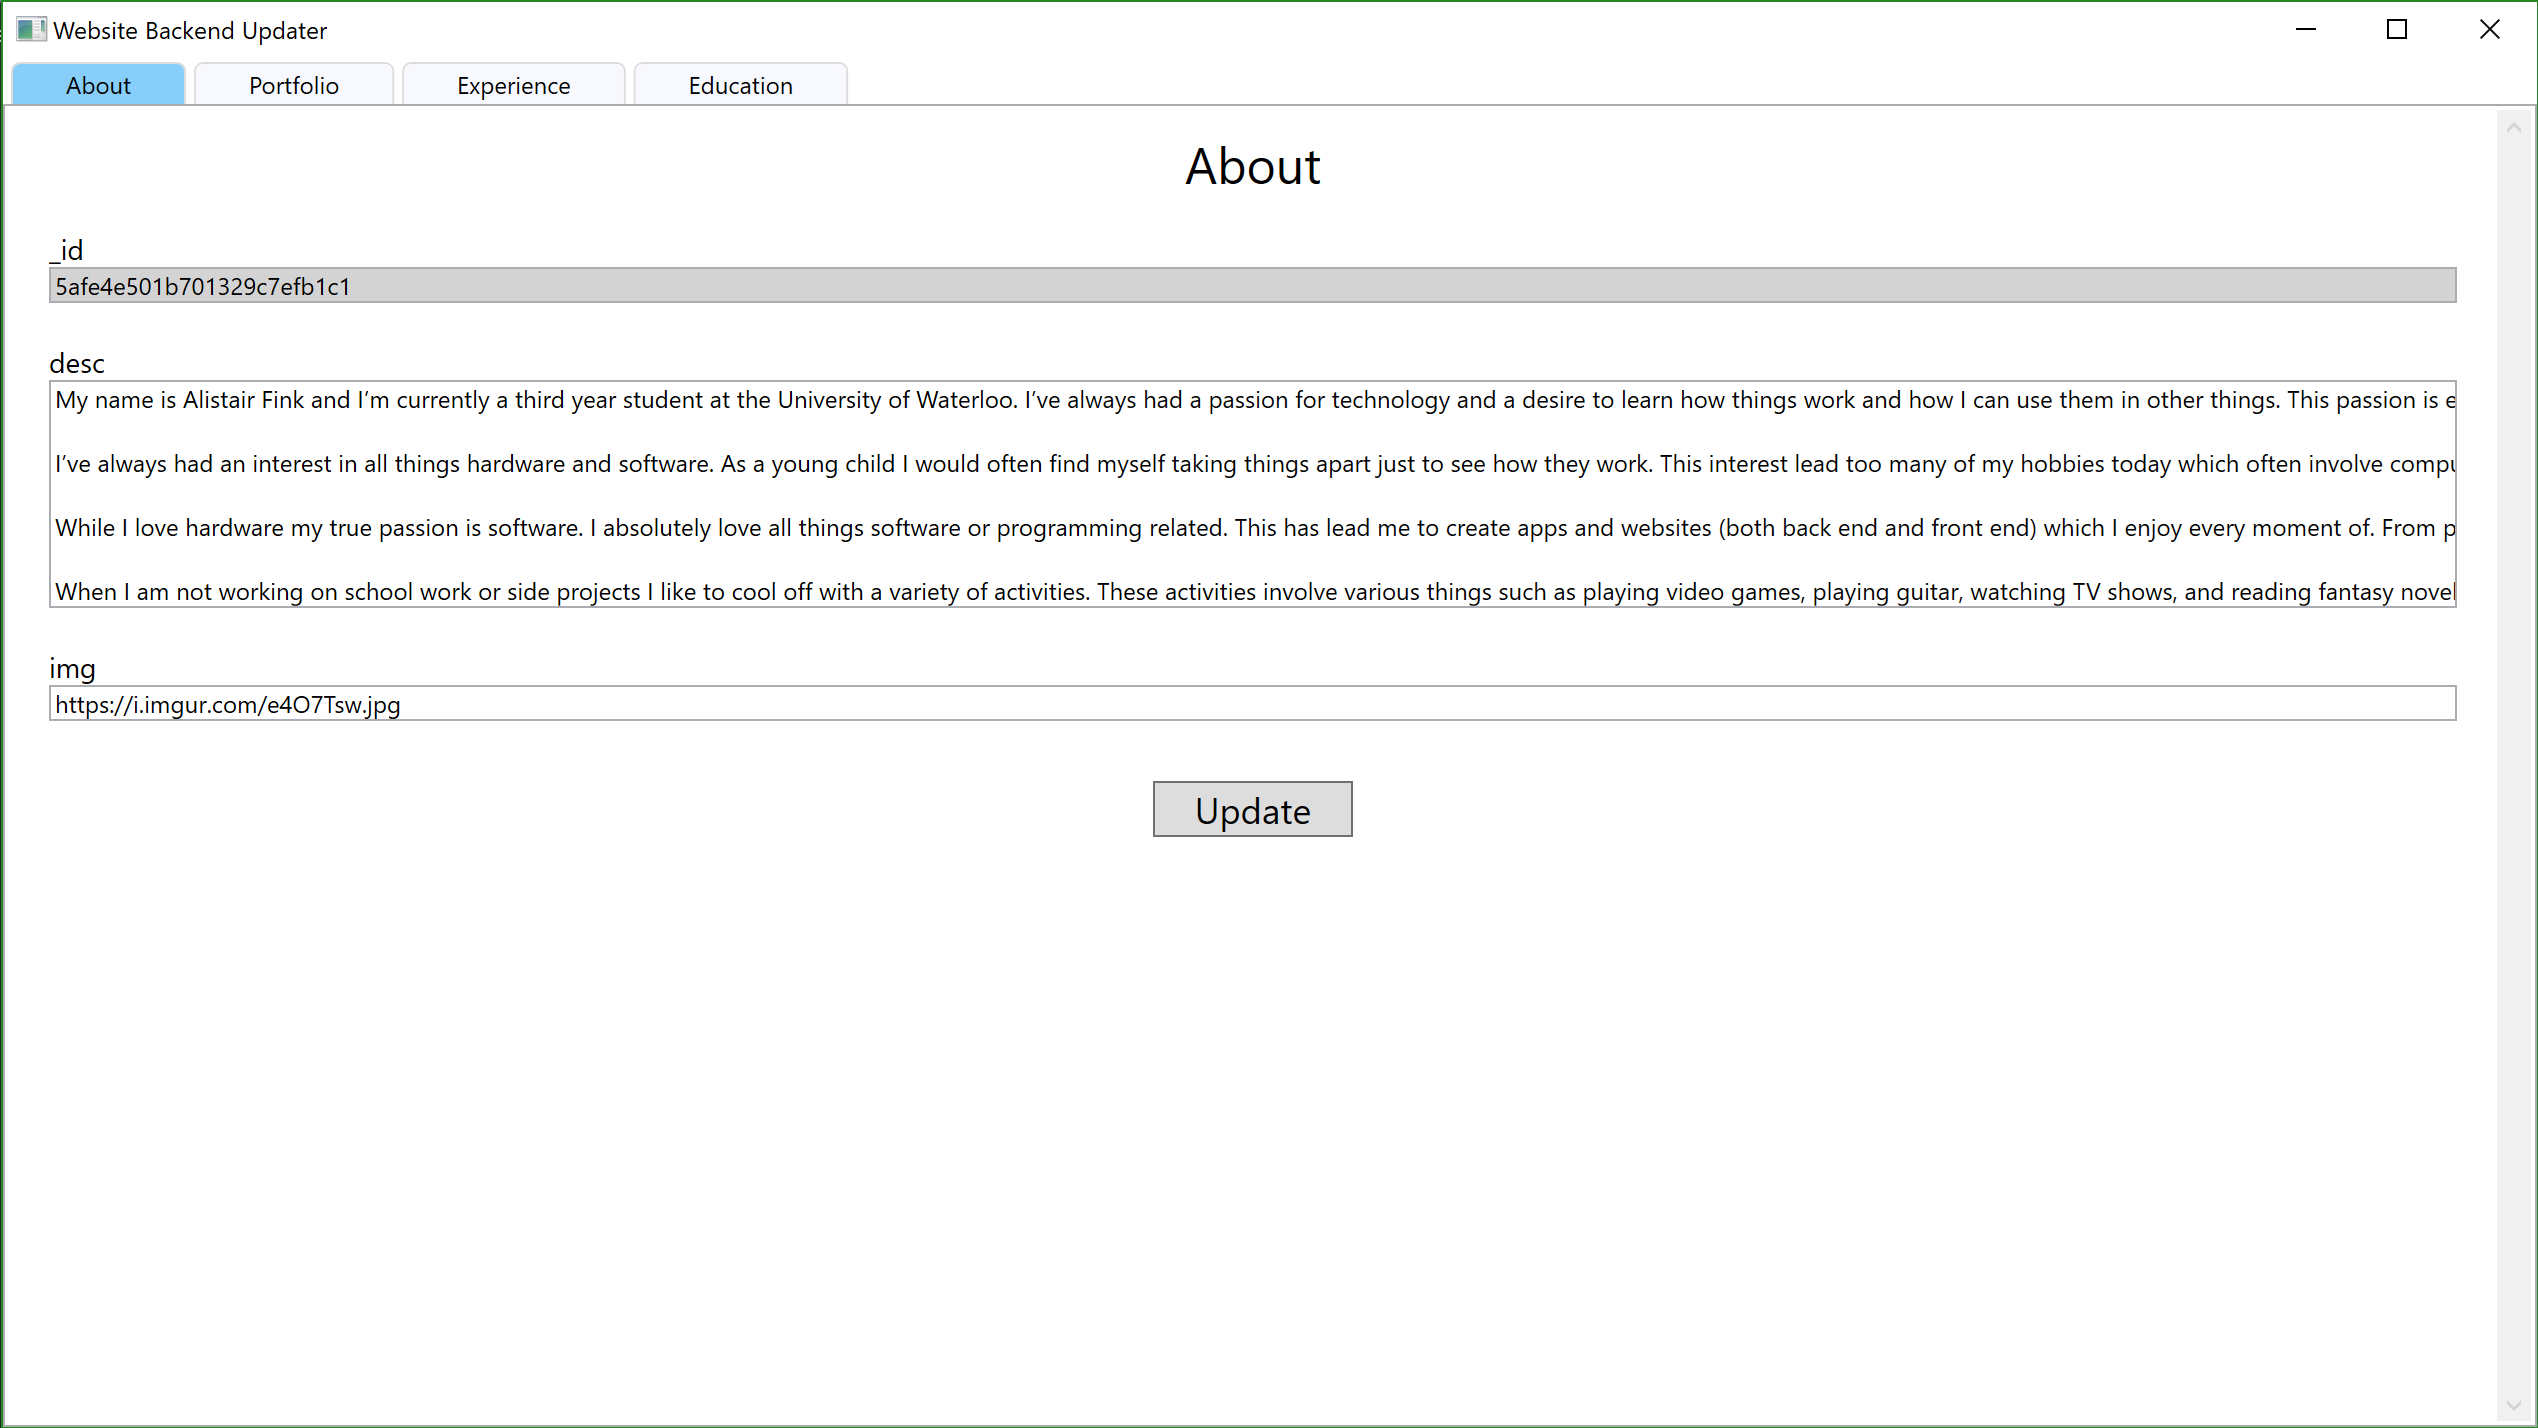 Website Backend Updater
About Portfolio Experience Education
About
_id
5afe4e501b701329c7efb1c1
desc
My name is Alistair Fink and I’m currently a third year student at the University of Waterloo. I’ve always had a passion for technology and a desire to learn how things work and how I can use them in other things. This passion is
I’ve always had an interest in all things hardware and software. As a young child I would often find myself taking things apart just to see how they work. This interest lead too many of my hobbies today which often involve
While I love hardware my true passion is software. I absolutely love all things software or programming related. This has lead me to create apps and websites (both back end and front end) which I enjoy every moment of. From
When I am not working on school work or side projects I like to cool off with a variety of activities. These activities involve various things such as playing video games, playing guitar, watching TV shows, and reading fantasy
img
https://i.imgur.com/e4O7Tsw.jpg
Update